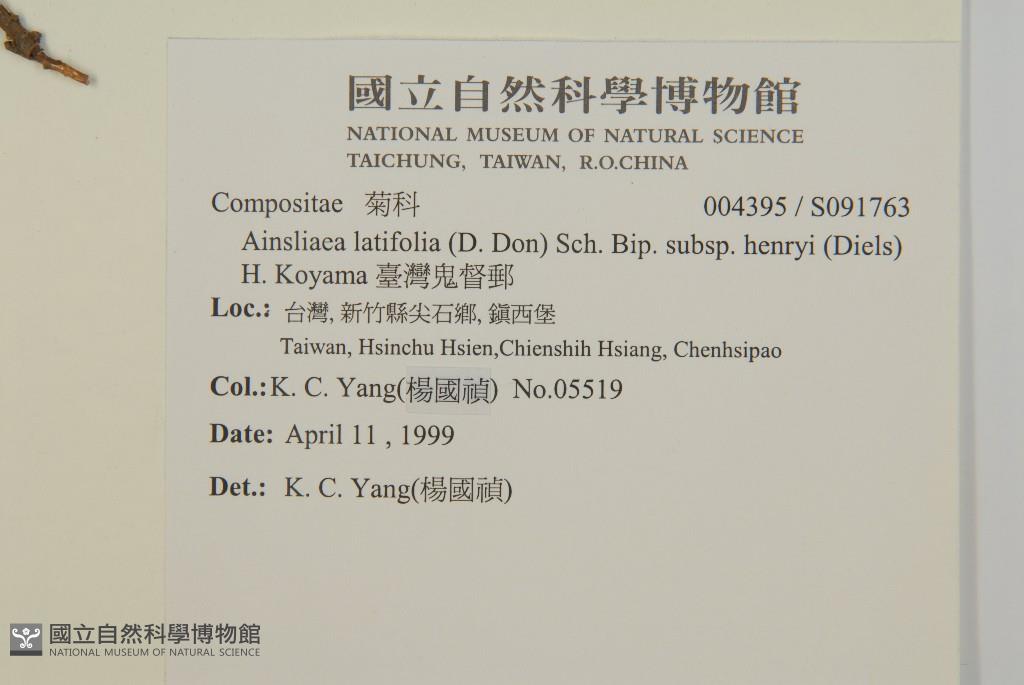 國立自然科學博物館
NATIONAL MUSEUM OF NATURAL SCIENCE
TAICHUNG, TAIWAN, R.O.CHINA
Compositae 菊科 004395 / S091763
Ainsliaea latifolia (D. Don) Sch. Bip. subsp. henryi (Diels)
H. Koyama 臺灣鬼督郵
Loc.: 台灣, 新竹縣尖石鄉, 鎮西堡
Taiwan, Hsinchu Hsien,Chienshih Hsiang, Chenhsipao
Col.:K. C. Yang(楊國禎) No.05519
Date: April 11 , 1999
Det.: K. C. Yang(楊國禎)
國立自然科學博物館
NATIONAL MUSEUM OF NATURAL SCIENCE